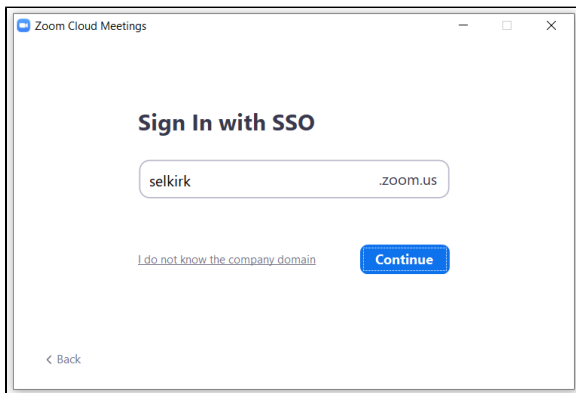 Zoom Cloud Meetings
Sign In with SSO
selkirk .zoom.us
I do not know the company domain Continue
Back